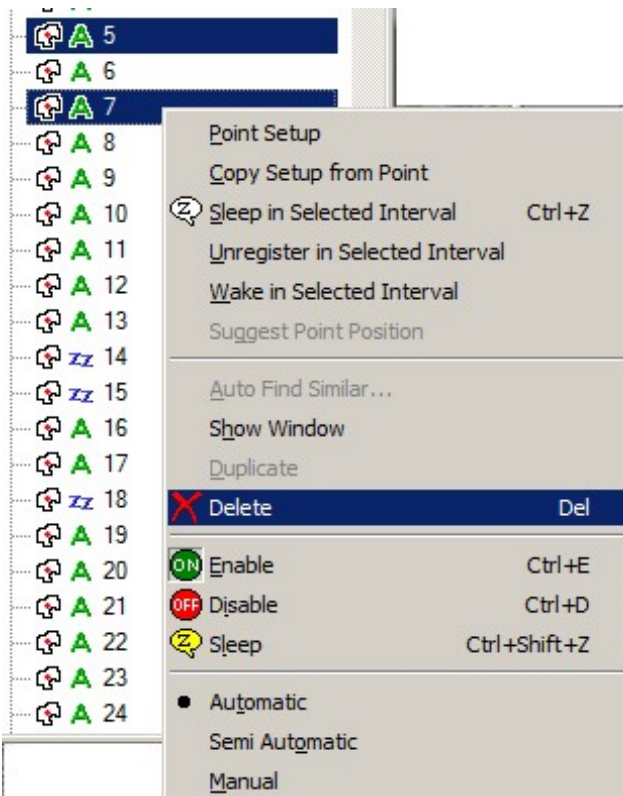 A 5
A 6
A 7
A 8
A 9
A 10
A 11
A 12
A 13
zz 14
zz 15
A 16
A 17
zz 18
A 19
A 20
A 21
A 22
A 23
A 24
Point Setup
Copy Setup from Point
Z Sleep in Selected Interval Ctrl+Z
Unregister in Selected Interval
Wake in Selected Interval
Suggest Point Position
Auto Find Similar...
Show Window
Duplicate
Delete Del
ON Enable Ctrl+E
OFF Disable Ctrl+D
Z Sleep Ctrl+Shift+Z
Automatic
Semi Automatic
Manual